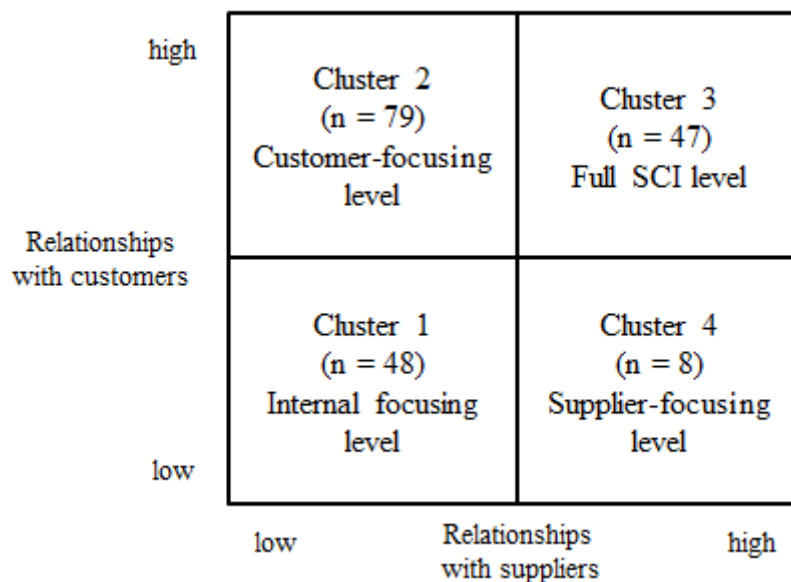 high
Cluster 2
(n = 79)
Customer-focusing
level
Cluster 3
(n = 47)
Full SCI level
Relationships
with customers
Cluster 1
(n = 48)
Internal focusing
level
Cluster 4
(n = 8)
Supplier-focusing
level
low
low
Relationships
with suppliers
high